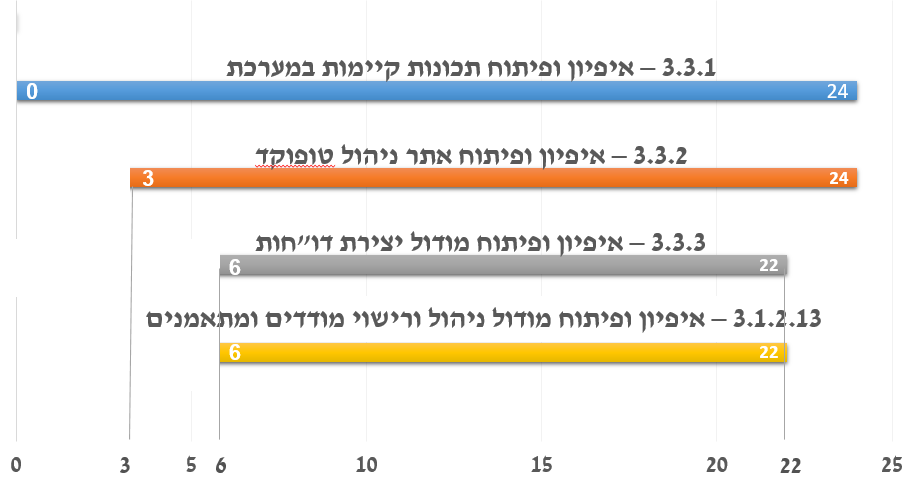 3.3.1 – איפיון ופיתוח תכונות קיימות במערכת
0 24
3.3.2 – איפיון ופיתוח אתר ניהול טופוקד
3 24
3.3.3 – איפיון ופיתוח מודול יצירת דו״חות
6 22
3.1.2.13 – איפיון ופיתוח מודול ניהול ורישוי מודדים ומתאמנים
6 22
0 3 5 6 10 15 20 22 25